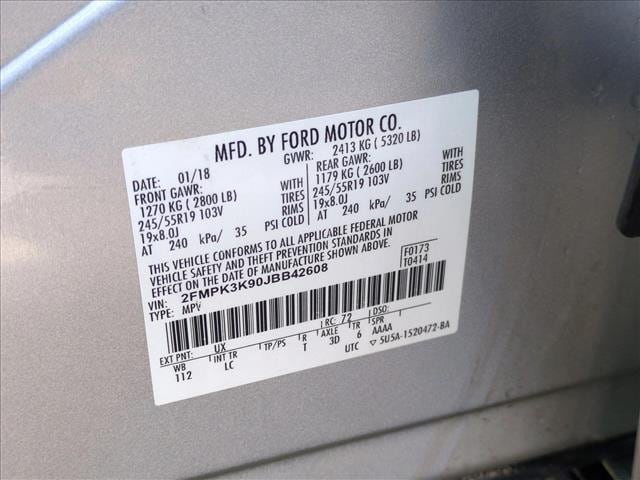 MFD. BY FORD MOTOR CO.
DATE: 01/18 GVWR: 2413 KG ( 5320 LB)
FRONT GAWR: WITH REAR GAWR: WITH
1270 KG ( 2800 LB) TIRES 1179 KG ( 2600 LB) TIRES
245/55R19 103V RIMS 245/55R19 103V RIMS
19x8.0J 19x8.0J
AT 240 kPa/ 35 PSI COLD AT 240 kPa/ 35 PSI COLD
THIS VEHICLE CONFORMS TO ALL APPLICABLE FEDERAL MOTOR
VEHICLE SAFETY AND THEFT PREVENTION STANDARDS IN
EFFECT ON THE DATE OF MANUFACTURE SHOWN ABOVE.
VIN: 2FMPK3K90JBB42608 F0173
TYPE: MPV T0414
EXT PNT: UX RC: 72 DSO:
WB INT TR TP/PS R AXLE TR SPR
112 LC T 3D 6 AAAA
UTC ▽ 5U5A-1520472-BA